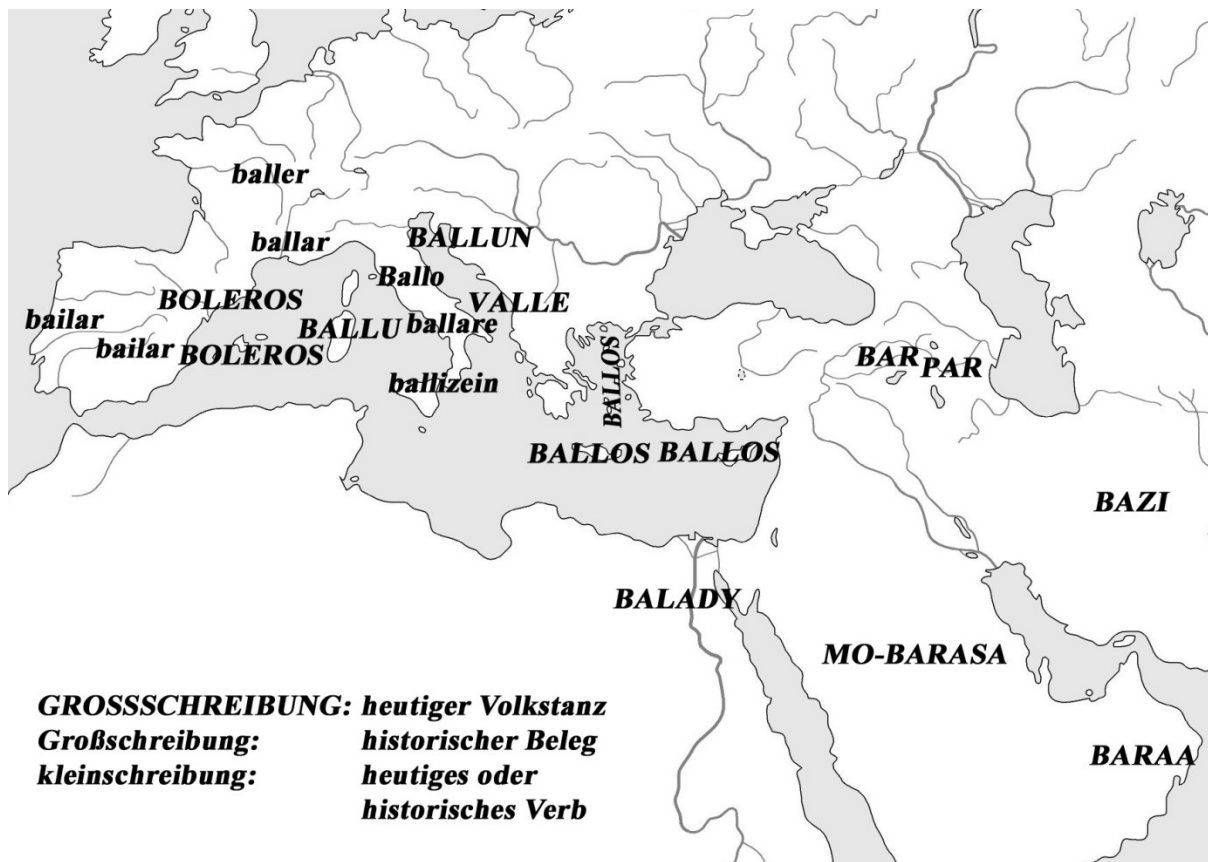 baller
ballar
BALLUN
Ballo
BOLEROS
VALLE
bailar
BALLU
ballare
bailar
BOLEROS
BALLOS
BAR
PAR
ballizein
BALLOS
BALLOS
BAZI
BALADY
MO-BARASA
BARAA
GROSSSCHREIBUNG: heutiger Volkstanz
Großschreibung: historischer Beleg
kleinschreibung: heutiges oder
historisches Verb